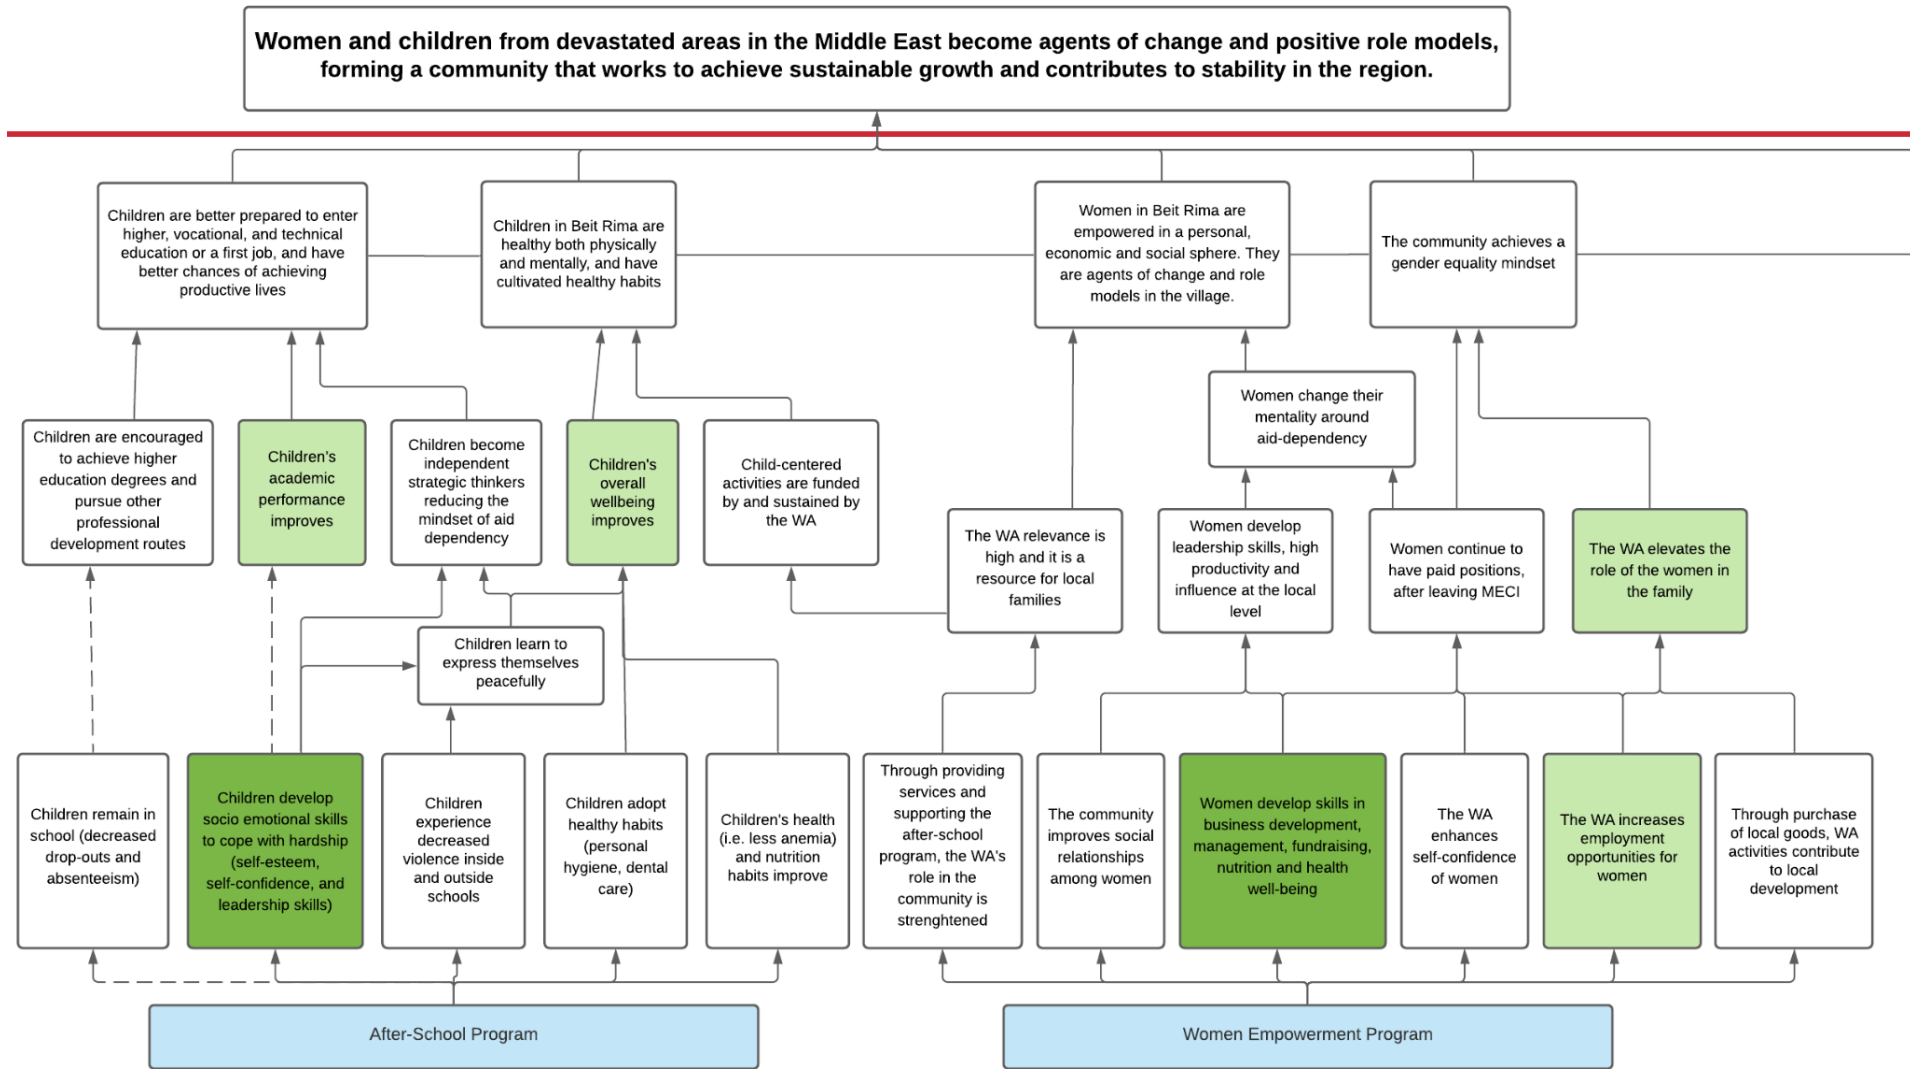 Women and children from devastated areas in the Middle East become agents of change and positive role models,
forming a community that works to achieve sustainable growth and contributes to stability in the region.
Children are better prepared to enter
higher, vocational, and technical
education or a first job, and have
better chances of achieving
productive lives
Children in Beit Rima are
healthy both physically
and mentally, and have
cultivated healthy habits
Women in Beit Rima are
empowered in a personal,
economic and social sphere. They
are agents of change and role
models in the village.
The community achieves a
gender equality mindset
Women change their
mentality around
aid-dependency
Children are encouraged
to achieve higher
education degrees and
pursue other
professional
development routes
Children's
academic
performance
improves
Children become
independent
strategic thinkers
reducing the
mindset of aid
dependency
Children's
overall
wellbeing
improves
Child-centered
activities are funded
by and sustained by
the WA
The WA relevance is
high and it is a
resource for local
families
Women develop
leadership skills, high
productivity and
influence at the local
level
Women continue to
have paid positions,
after leaving MECI
The WA elevates the
role of the women in
the family
Children learn to
express themselves
peacefully
Children remain in
school (decreased
drop-outs and
absenteeism)
Children develop
socio emotional skills
to cope with hardship
(self-esteem,
self-confidence, and
leadership skills)
Children
experience
decreased
violence inside
and outside
schools
Children adopt
healthy habits
(personal
hygiene, dental
care)
Children's health
(i.e. less anemia)
and nutrition
habits improve
Through providing
services and
supporting the
after-school
program, the WA's
role in the
community is
strenghtened
The community
improves social
relationships
among women
Women develop skills in
business development,
management, fundraising,
nutrition and health
well-being
The WA
enhances
self-confidence
of women
The WA increases
employment
opportunities for
women
Through purchase
of local goods, WA
activities contribute
to local
development
After-School Program
Women Empowerment Program